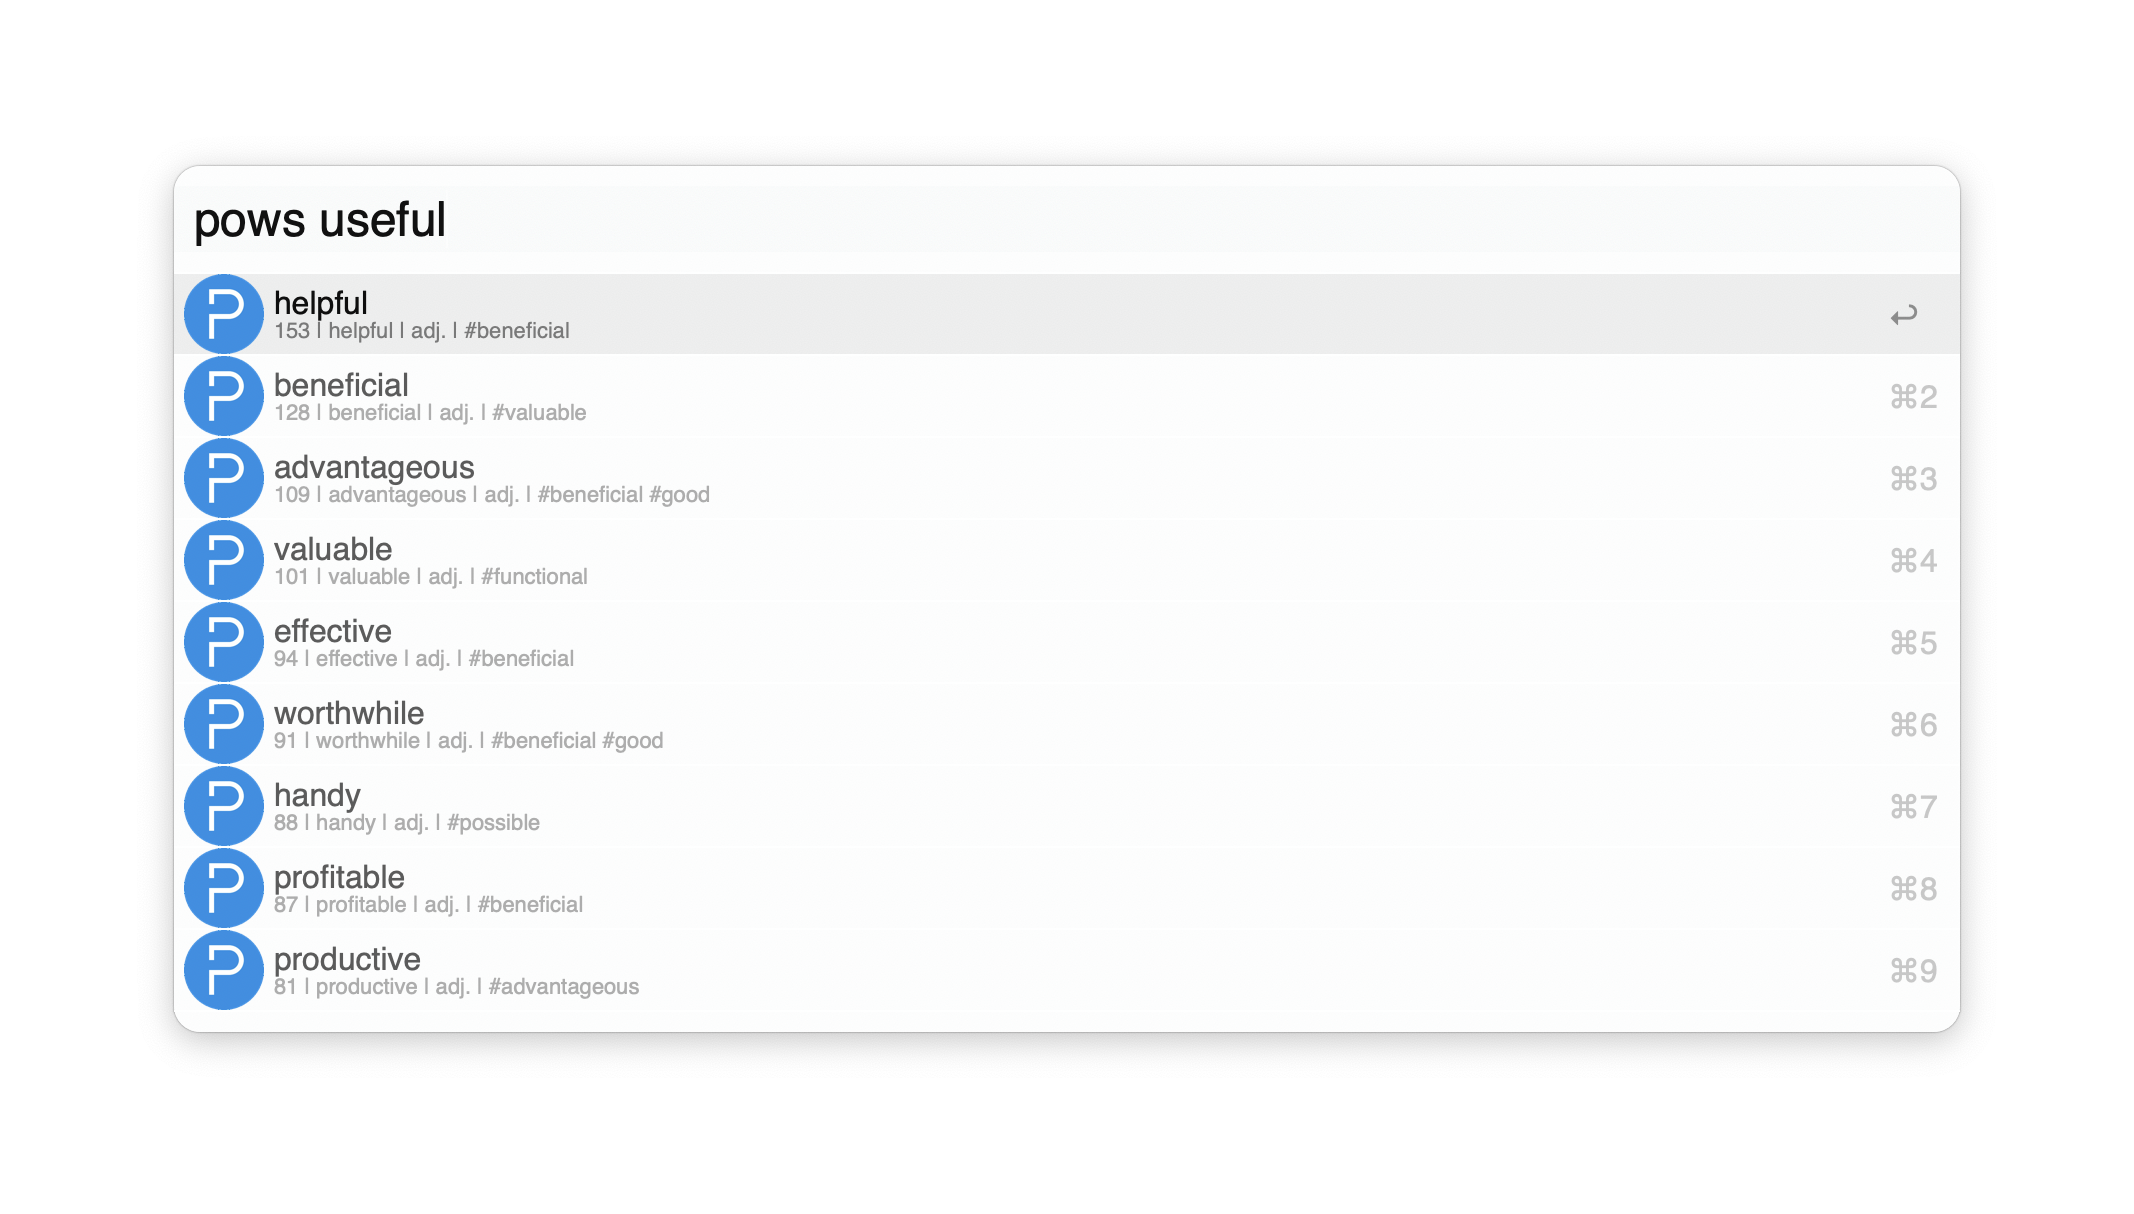 pows useful
helpful
153 | helpful | adj. | #beneficial
beneficial
128 | beneficial | adj. | #valuable
⌘2
advantageous
109 | advantageous | adj. | #beneficial #good
⌘3
valuable
101 | valuable | adj. | #functional
⌘4
effective
94 | effective | adj. | #beneficial
⌘5
worthwhile
91 | worthwhile | adj. | #beneficial #good
⌘6
handy
88 | handy | adj. | #possible
⌘7
profitable
87 | profitable | adj. | #beneficial
⌘8
productive
81 | productive | adj. | #advantageous
⌘9